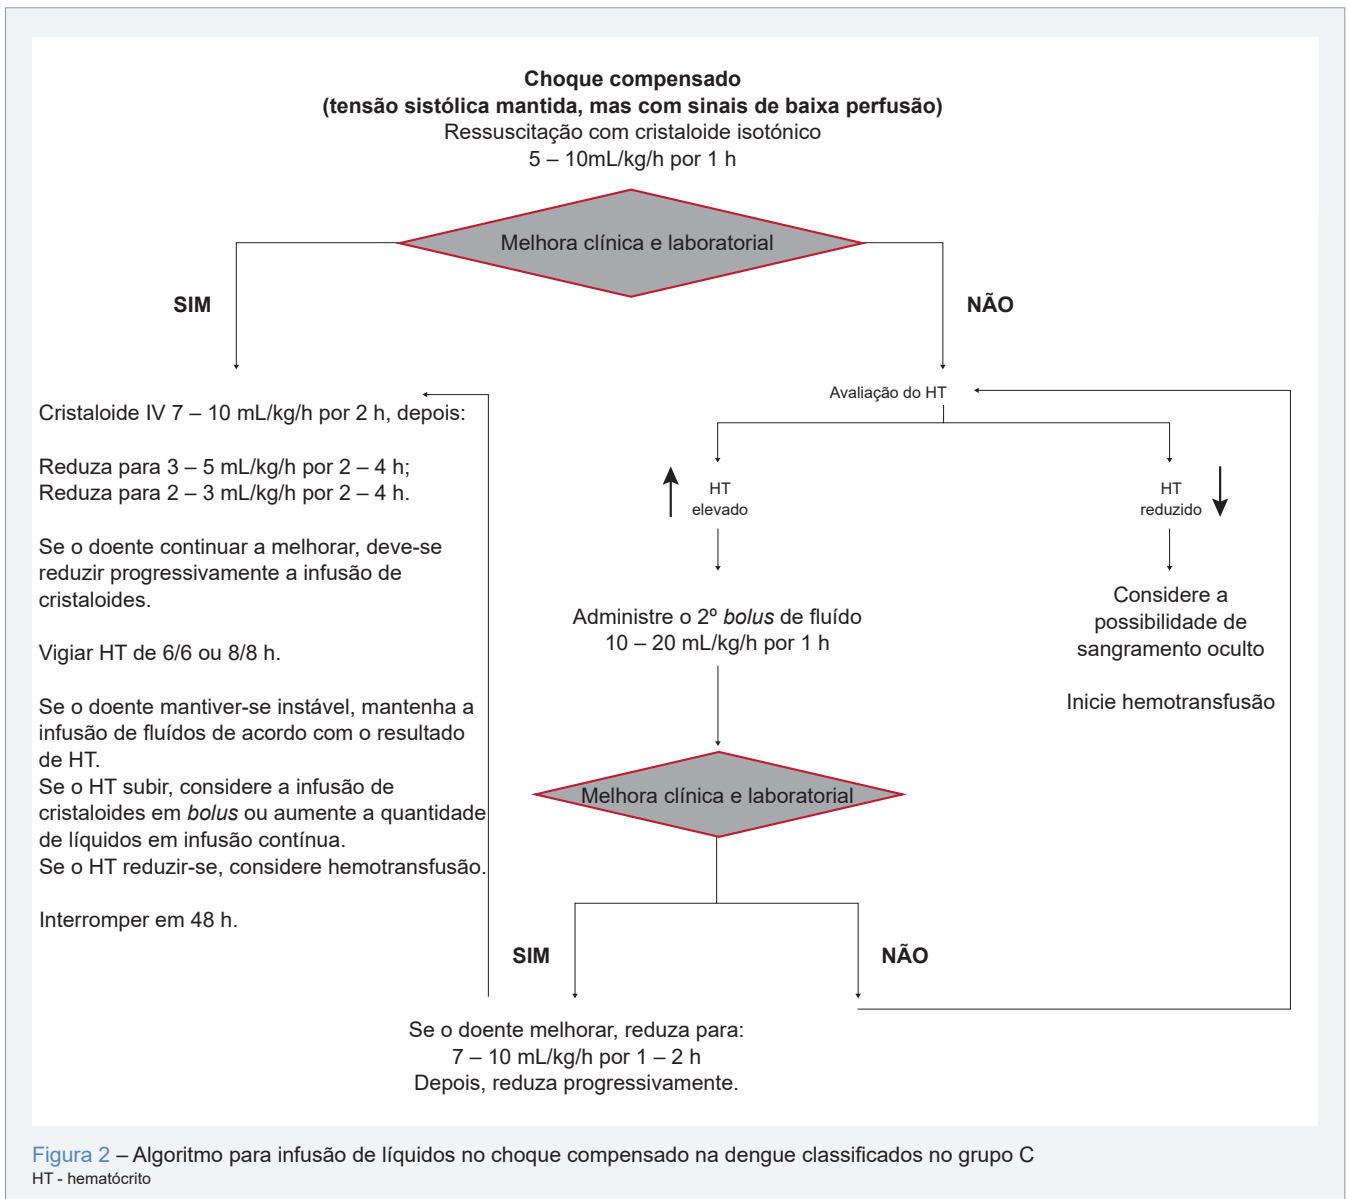 Choque compensado
(tensão sistólica mantida, mas com sinais de baixa perfusão)
Ressuscitação com cristaloide isotónico
5 – 10mL/kg/h por 1 h
Melhora clínica e laboratorial
SIM
NÃO
Cristaloide IV 7 – 10 mL/kg/h por 2 h, depois:
Reduza para 3 – 5 mL/kg/h por 2 – 4 h;
Reduza para 2 – 3 mL/kg/h por 2 – 4 h.
Se o doente continuar a melhorar, deve-se
reduzir progressivamente a infusão de
cristaloides.
Vigiar HT de 6/6 ou 8/8 h.
Se o doente mantiver-se instável, mantenha a
infusão de fluídos de acordo com o resultado
de HT.
Se o HT subir, considere a infusão de
cristaloides em bolus ou aumente a quantidade
de líquidos em infusão contínua.
Se o HT reduzir-se, considere hemotransfusão.
Interromper em 48 h.
Avaliação do HT
HT
elevado
HT
reduzido
Administre o 2º bolus de fluído
10 – 20 mL/kg/h por 1 h
Considere a
possibilidade de
sangramento oculto
Inicie hemotransfusão
Melhora clínica e laboratorial
SIM
NÃO
Se o doente melhorar, reduza para:
7 – 10 mL/kg/h por 1 – 2 h
Depois, reduza progressivamente.
Figura 2 – Algoritmo para infusão de líquidos no choque compensado na dengue classificados no grupo C
HT - hematócrito